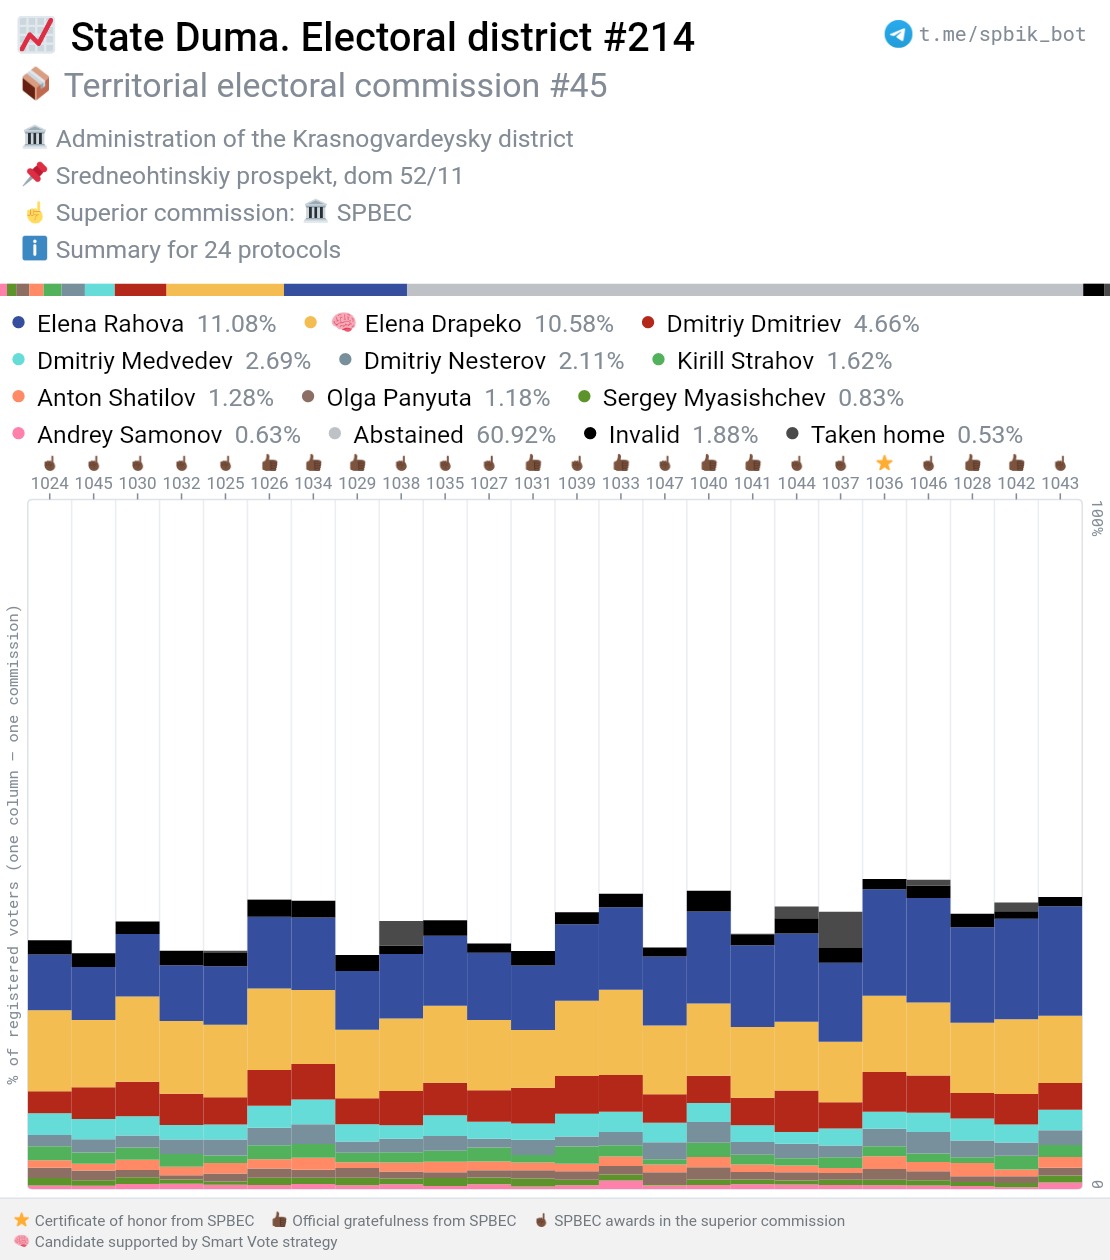 State Duma. Electoral district #214
t.me/spbik_bot
Territorial electoral commission #45
Administration of the Krasnogvardeysky district
Sredneohtinskiy prospekt, dom 52/11
Superior commission: SPBEC
Summary for 24 protocols
Elena Rahova 11.08% Elena Drapeko 10.58% Dmitriy Dmitriev 4.66%
Dmitriy Medvedev 2.69% Dmitriy Nesterov 2.11% Kirill Strahov 1.62%
Anton Shatilov 1.28% Olga Panyuta 1.18% Sergey Myasishchev 0.83%
Andrey Samonov 0.63% Abstained 60.92% Invalid 1.88% Taken home 0.53%
1024 1045 1030 1032 1025 1026 1034 1029 1038 1035 1027 1031 1039 1033 1047 1040 1041 1044 1037 1036 1046 1028 1042 1043
100%
% of registered voters (one column – one commission)
0
Certificate of honor from SPBEC Official gratefulness from SPBEC SPBEC awards in the superior commission
Candidate supported by Smart Vote strategy